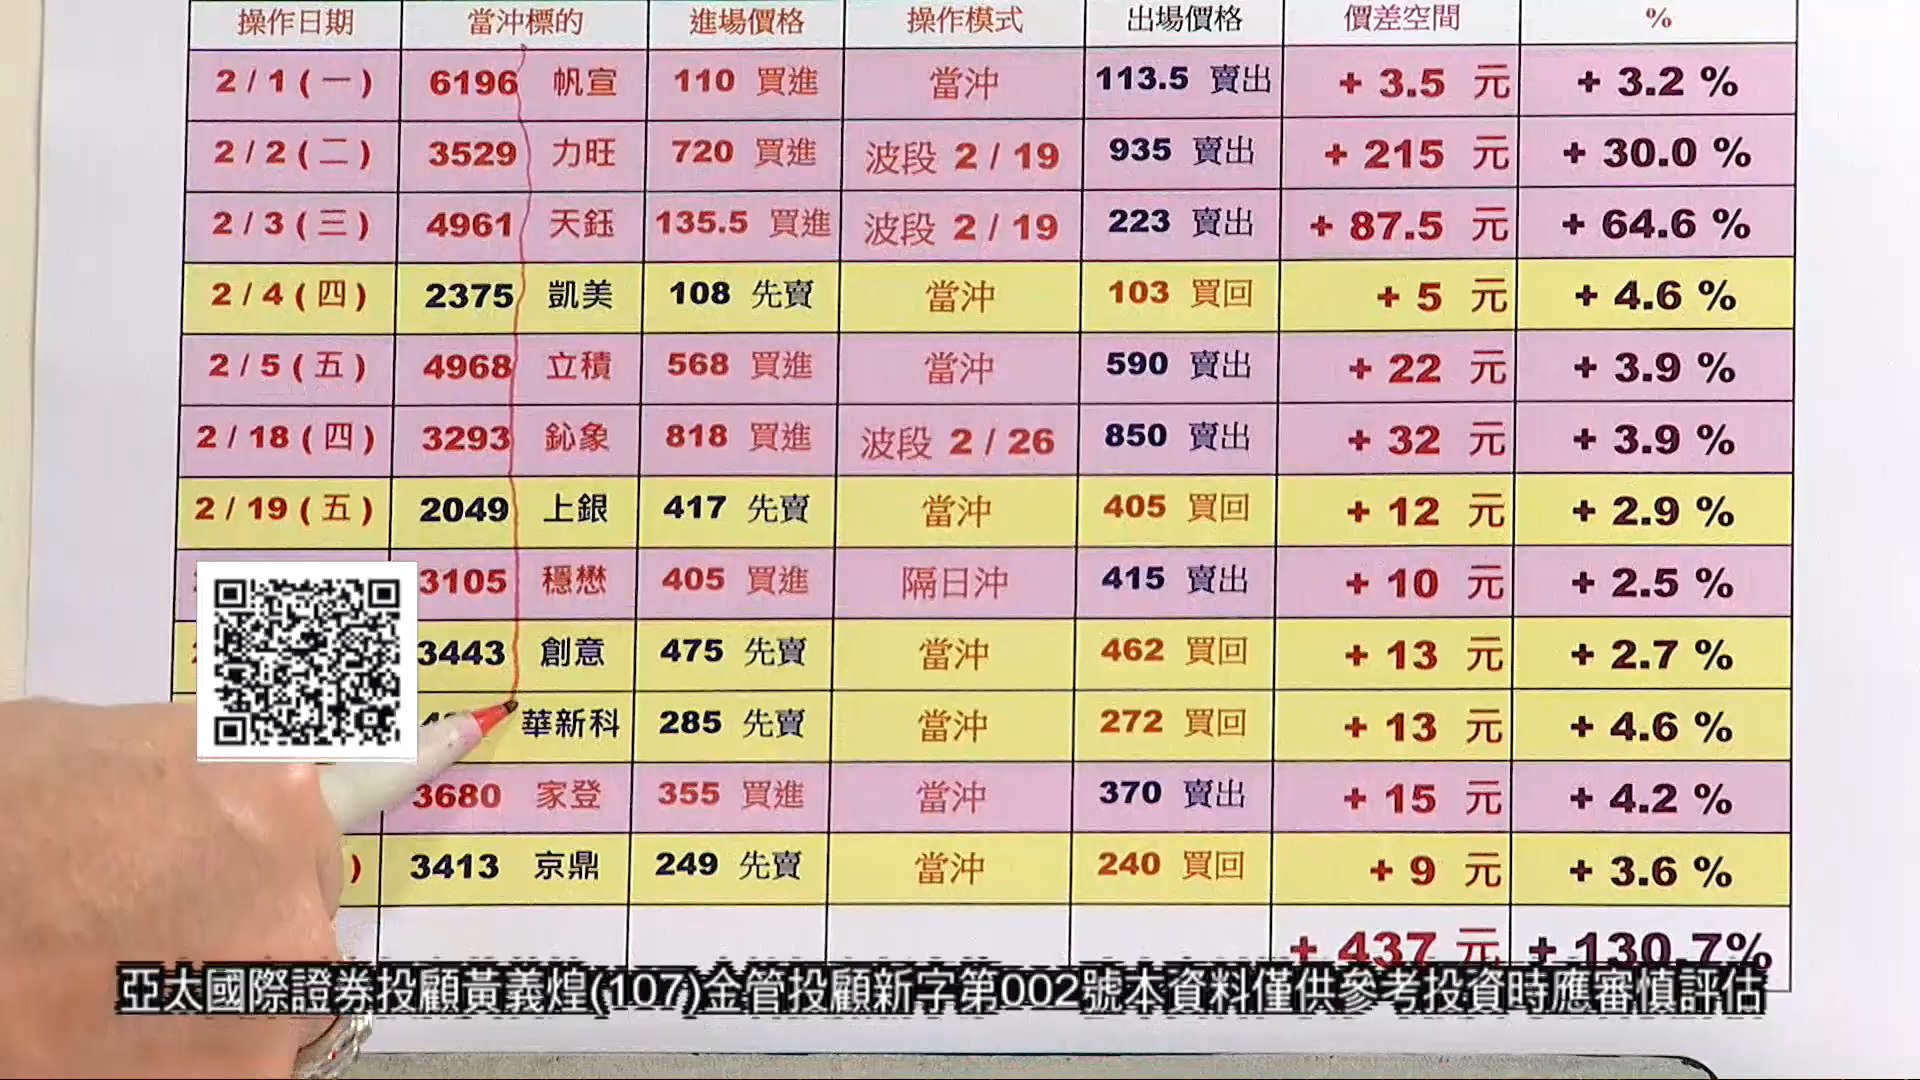 操作日期 當沖標的 進場價格 操作模式 出場價格 價差空間 %
2 / 1 ( 一 ) 6196 帆宣 110 買進 當沖 113.5 賣出 + 3.5 元 + 3.2 %
2 / 2 ( 二 ) 3529 力旺 720 買進 波段 2 / 19 935 賣出 + 215 元 + 30.0 %
2 / 3 ( 三 ) 4961 天鈺 135.5 買進 波段 2 / 19 223 賣出 + 87.5 元 + 64.6 %
2 / 4 ( 四 ) 2375 凱美 108 先賣 當沖 103 買回 + 5 元 + 4.6 %
2 / 5 ( 五 ) 4968 立積 568 買進 當沖 590 賣出 + 22 元 + 3.9 %
2 / 18 ( 四 ) 3293 鈊象 818 買進 波段 2 / 26 850 賣出 + 32 元 + 3.9 %
2 / 19 ( 五 ) 2049 上銀 417 先賣 當沖 405 買回 + 12 元 + 2.9 %
3105 穩懋 405 買進 隔日沖 415 賣出 + 10 元 + 2.5 %
3443 創意 475 先賣 當沖 462 買回 + 13 元 + 2.7 %
華新科 285 先賣 當沖 272 買回 + 13 元 + 4.6 %
3680 家登 355 買進 當沖 370 賣出 + 15 元 + 4.2 %
) 3413 京鼎 249 先賣 當沖 240 買回 + 9 元 + 3.6 %
+ 437 元 + 130.7%
亞太國際證券投顧黃義煌(107)金管投顧新字第002號本資料僅供參考投資時應審慎評估